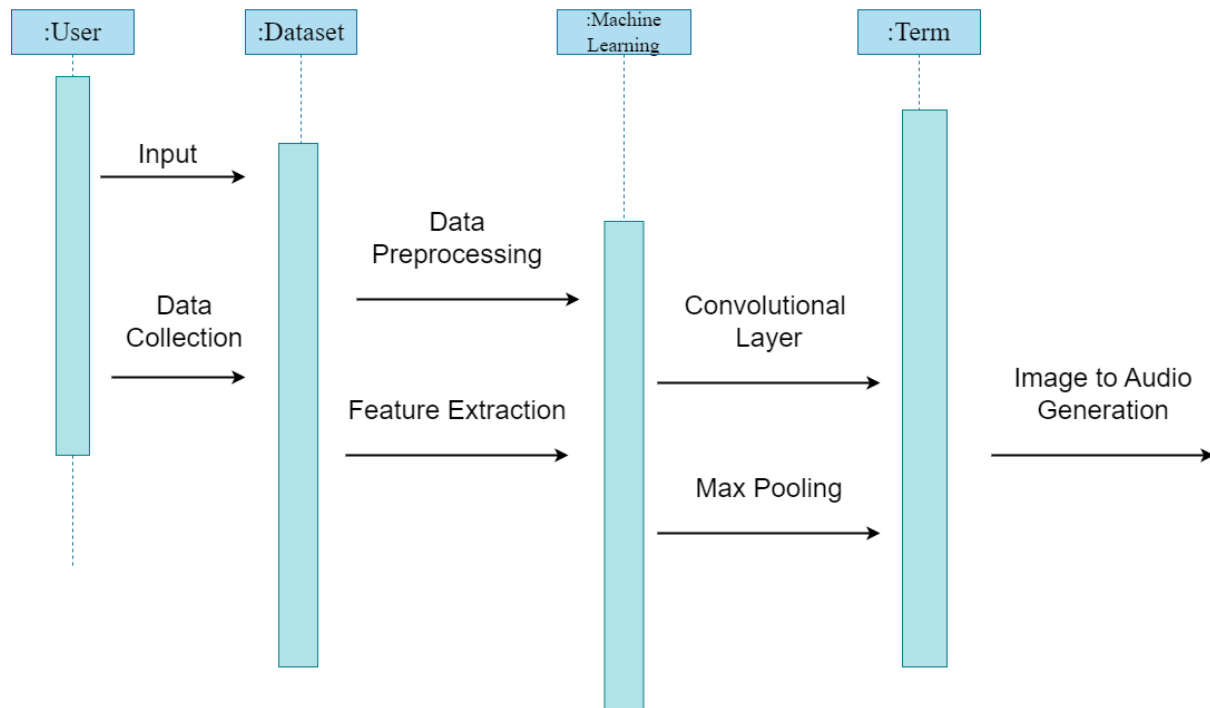 :User
:Dataset
:Machine
Learning
:Term
Input
Data
Preprocessing
Data
Collection
Convolutional
Layer
Feature Extraction
Image to Audio
Generation
Max Pooling